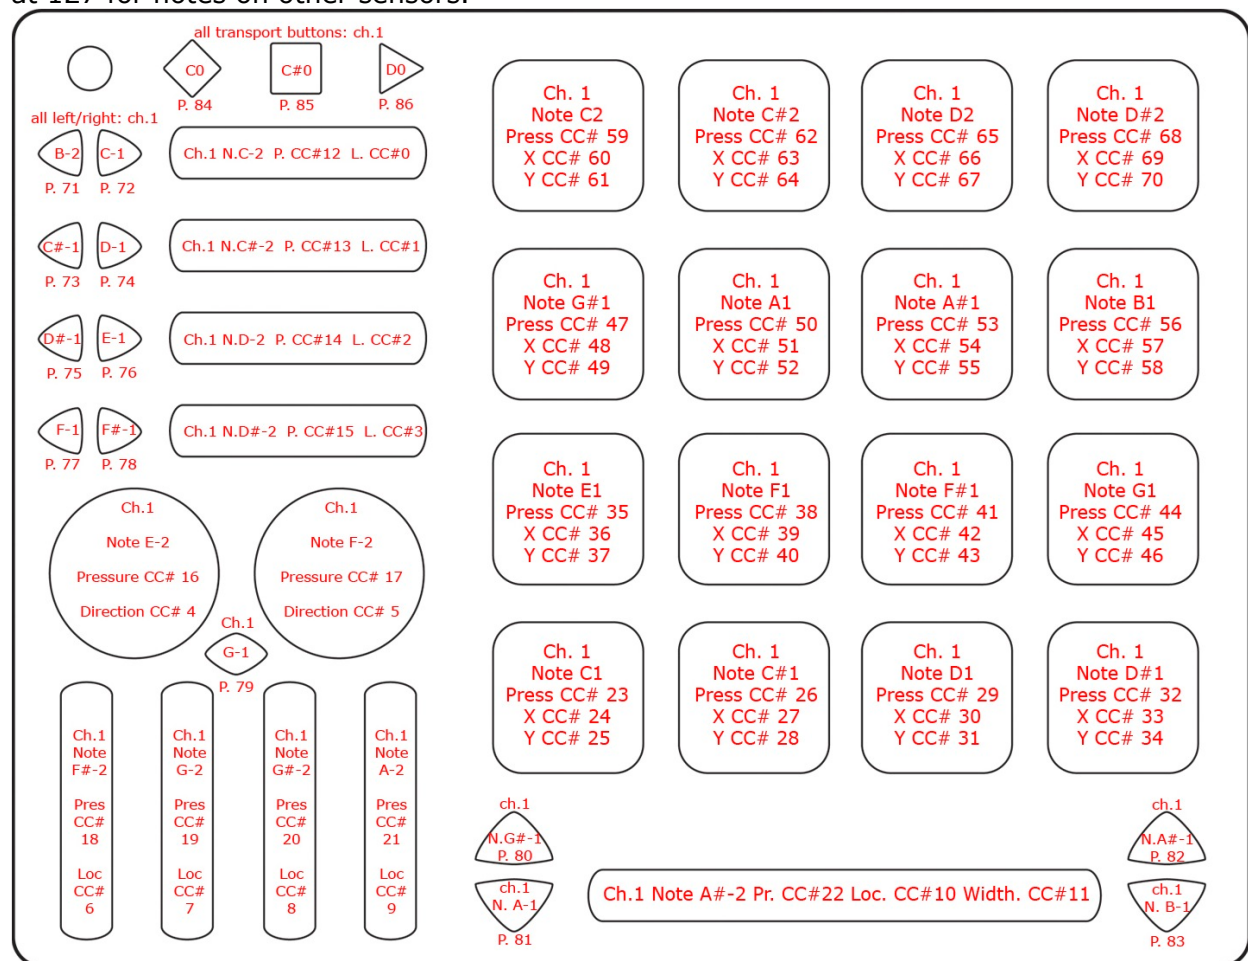 at 127 for notes on other sensors.
all transport buttons: ch.1
C0
C#0
D0
P. 84
P. 85
P. 86
all left/right: ch.1
B-2
C-1
P. 71
P. 72
Ch.1 N.C-2 P. CC#12 L. CC#0
C#-1
D-1
P. 73
P. 74
Ch.1 N.C#-2 P. CC#13 L. CC#1
D#-1
E-1
P. 75
P. 76
Ch.1 N.D-2 P. CC#14 L. CC#2
F-1
F#-1
P. 77
P. 78
Ch.1 N.D#-2 P. CC#15 L. CC#3
Ch.1
Note E-2
Pressure CC# 16
Direction CC# 4
Ch.1
Note F-2
Pressure CC# 17
Direction CC# 5
Ch.1
G-1
P. 79
Ch.1
Note
F#-2
Pres
CC#
18
Loc
CC#
6
Ch.1
Note
G-2
Pres
CC#
19
Loc
CC#
7
Ch.1
Note
G#-2
Pres
CC#
20
Loc
CC#
8
Ch.1
Note
A-2
Pres
CC#
21
Loc
CC#
9
Ch. 1
Note C2
Press CC# 59
X CC# 60
Y CC# 61
Ch. 1
Note C#2
Press CC# 62
X CC# 63
Y CC# 64
Ch. 1
Note D2
Press CC# 65
X CC# 66
Y CC# 67
Ch. 1
Note D#2
Press CC# 68
X CC# 69
Y CC# 70
Ch. 1
Note G#1
Press CC# 47
X CC# 48
Y CC# 49
Ch. 1
Note A1
Press CC# 50
X CC# 51
Y CC# 52
Ch. 1
Note A#1
Press CC# 53
X CC# 54
Y CC# 55
Ch. 1
Note B1
Press CC# 56
X CC# 57
Y CC# 58
Ch. 1
Note E1
Press CC# 35
X CC# 36
Y CC# 37
Ch. 1
Note F1
Press CC# 38
X CC# 39
Y CC# 40
Ch. 1
Note F#1
Press CC# 41
X CC# 42
Y CC# 43
Ch. 1
Note G1
Press CC# 44
X CC# 45
Y CC# 46
Ch. 1
Note C1
Press CC# 23
X CC# 24
Y CC# 25
Ch. 1
Note C#1
Press CC# 26
X CC# 27
Y CC# 28
Ch. 1
Note D1
Press CC# 29
X CC# 30
Y CC# 31
Ch. 1
Note D#1
Press CC# 32
X CC# 33
Y CC# 34
ch.1
N.G#-1
P. 80
ch.1
N. A-1
P. 81
Ch.1 Note A#-2 Pr. CC#22 Loc. CC#10 Width. CC#11
ch.1
N.A#-1
P. 82
ch.1
N. B-1
P. 83